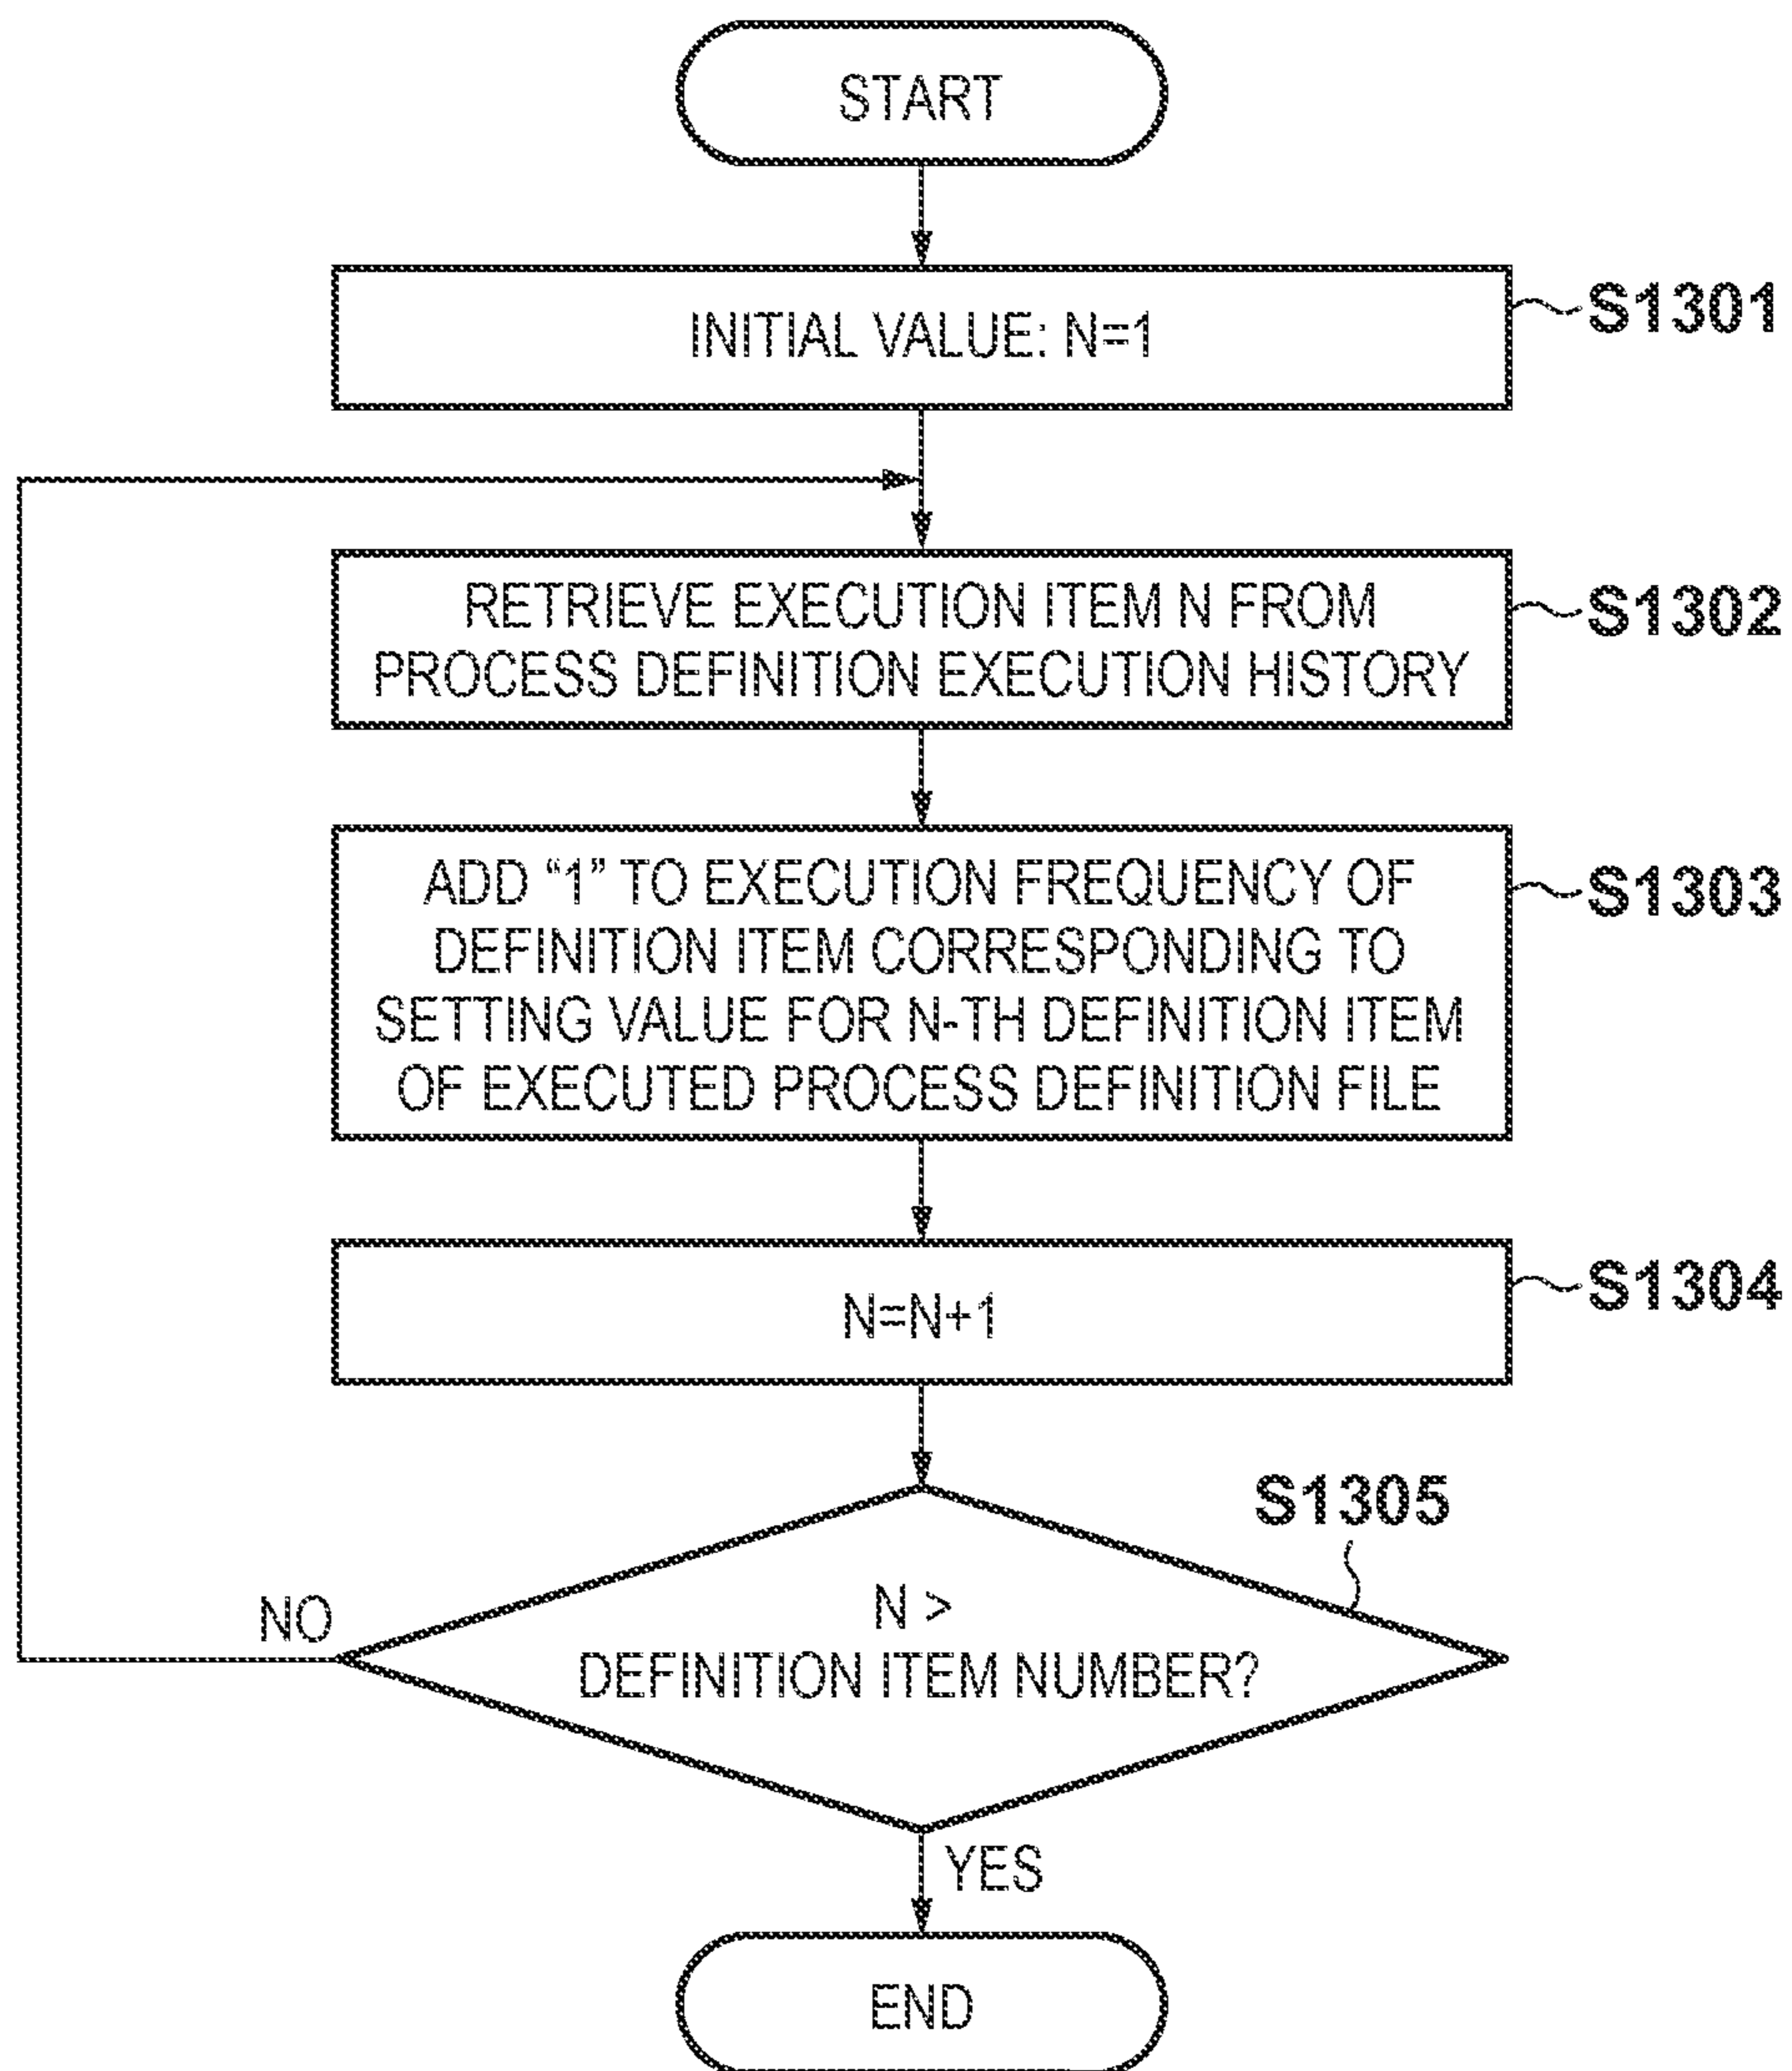 START
INITIAL VALUE: N=1
S1301
RETRIEVE EXECUTION ITEM N FROM
PROCESS DEFINITION EXECUTION HISTORY
S1302
ADD “1” TO EXECUTION FREQUENCY OF
DEFINITION ITEM CORRESPONDING TO
SETTING VALUE FOR N-TH DEFINITION ITEM
OF EXECUTED PROCESS DEFINITION FILE
S1303
N=N+1
S1304
S1305
N >
DEFINITION ITEM NUMBER?
NO
YES
END